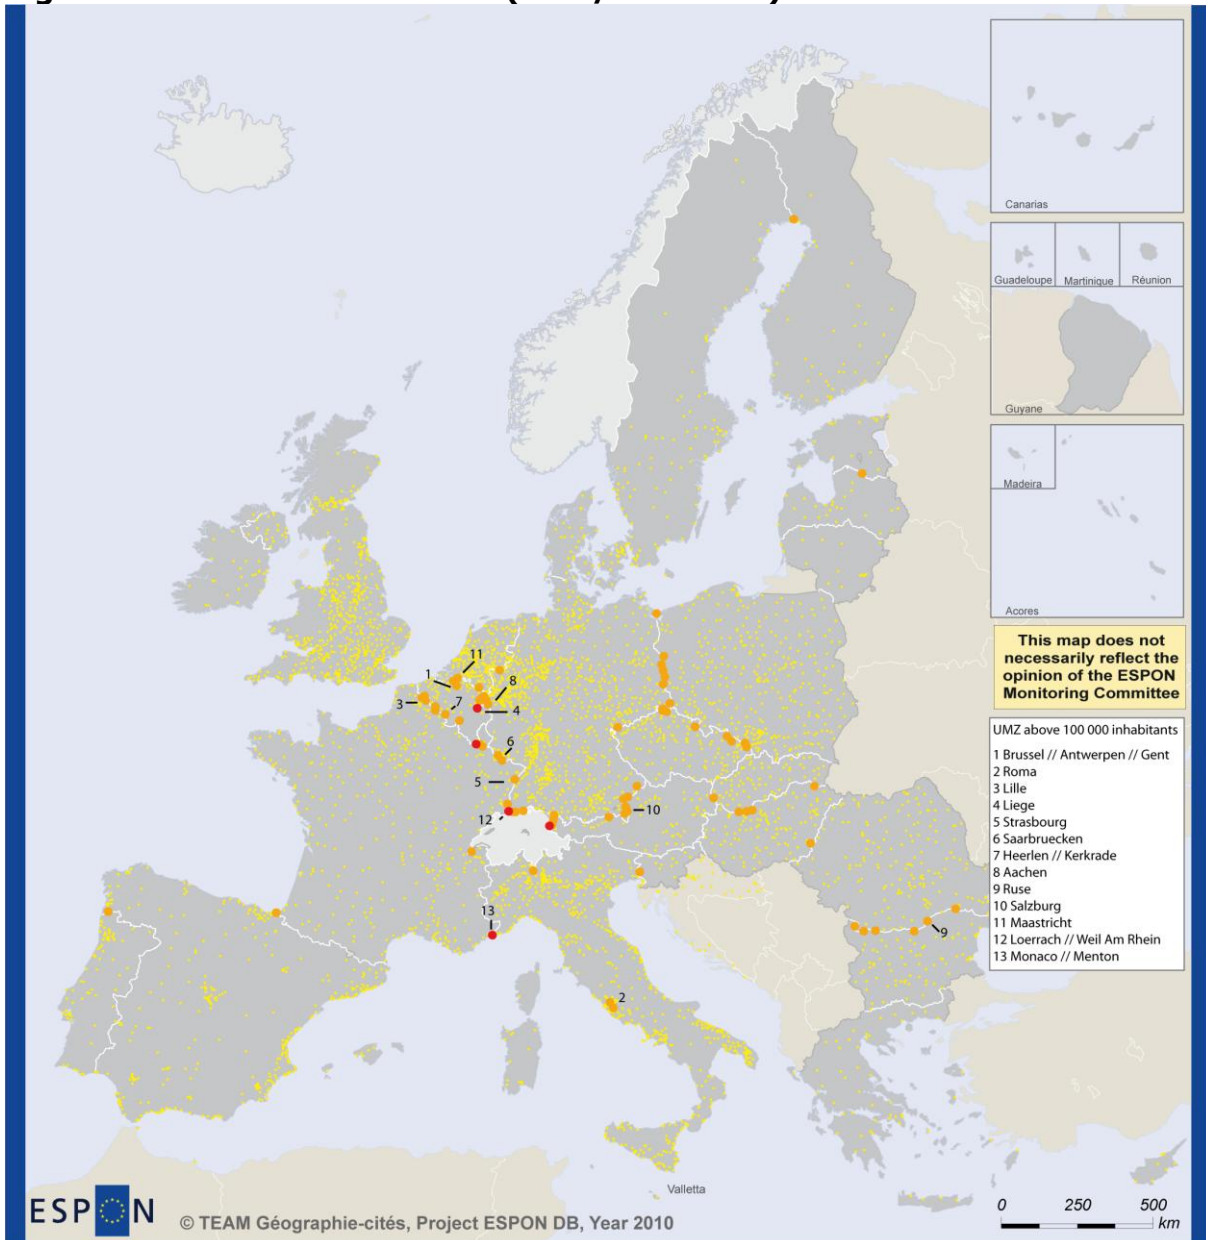 Canarias
Guadeloupe
Martinique
Réunion
Guyane
Madeira
Acores
This map does not
necessarily reflect the
opinion of the ESPON
Monitoring Committee
UMZ above 100 000 inhabitants
1 Brussel // Antwerpen // Gent
2 Roma
3 Lille
4 Liege
5 Strasbourg
6 Saarbruecken
7 Heerlen // Kerkrade
8 Aachen
9 Ruse
10 Salzburg
11 Maastricht
12 Loerrach // Weil Am Rhein
13 Monaco // Menton
11
1
8
3
7
4
6
5
10
12
13
9
2
Valletta
0 250 500
km
ESPON
© TEAM Géographie-cités, Project ESPON DB, Year 2010